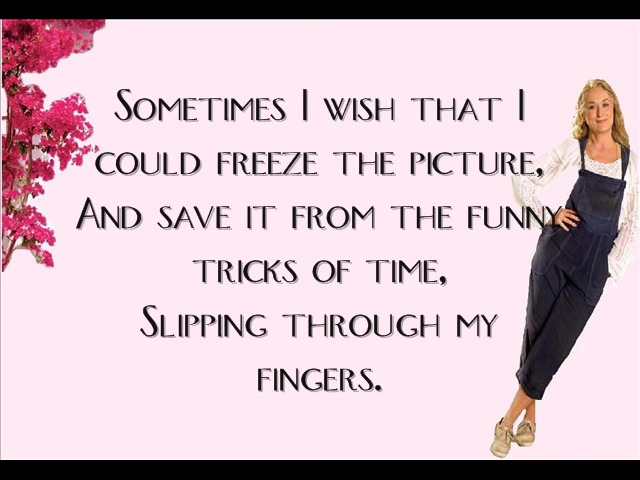 Sometimes I wish that I
could freeze the picture,
And save it from the funny
tricks of time,
Slipping through my
fingers.